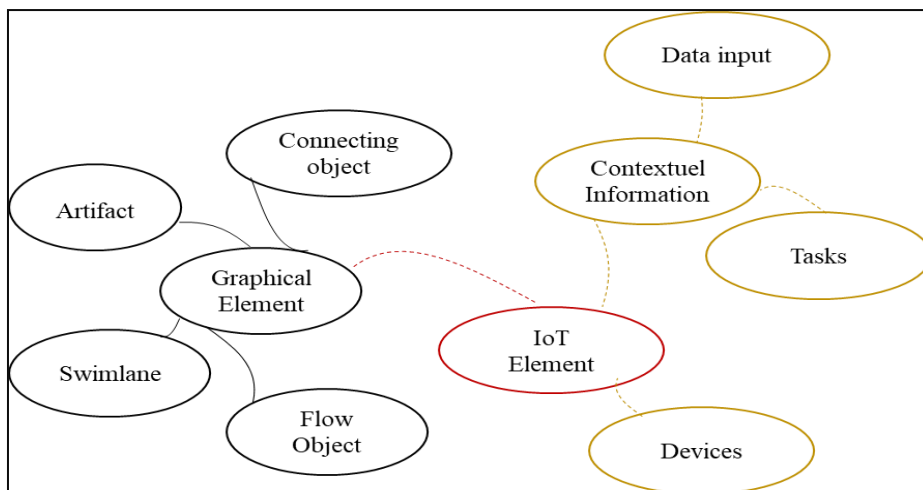 Data input
Connecting
object
Contextuel
Information
Artifact
Tasks
Graphical
Element
IoT
Element
Swimlane
Flow
Object
Devices